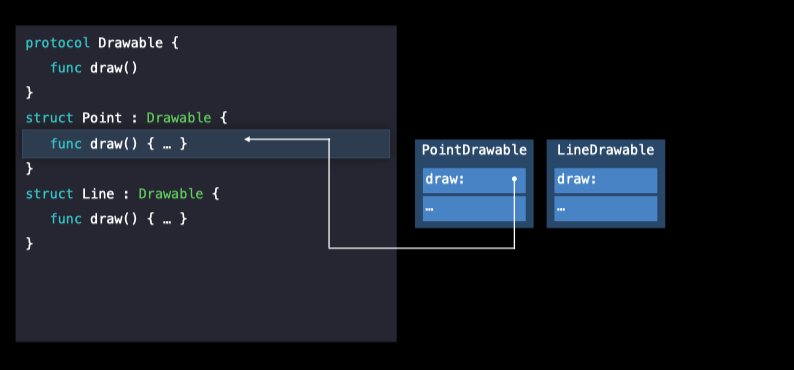 protocol Drawable {
func draw()
}
struct Point : Drawable {
func draw() { … }
}
struct Line : Drawable {
func draw() { … }
}
PointDrawable
draw:
…
LineDrawable
draw:
…